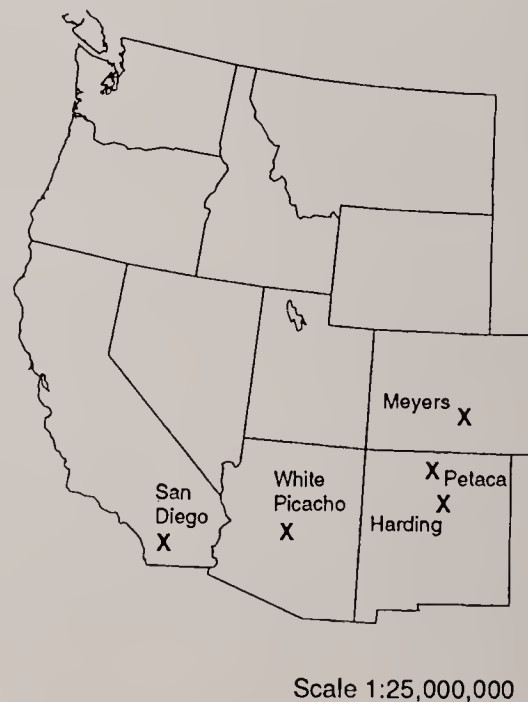 Meyers
X
X
Petaca
X
Harding
White
Picacho
X
San
Diego
X
Scale 1:25,000,000